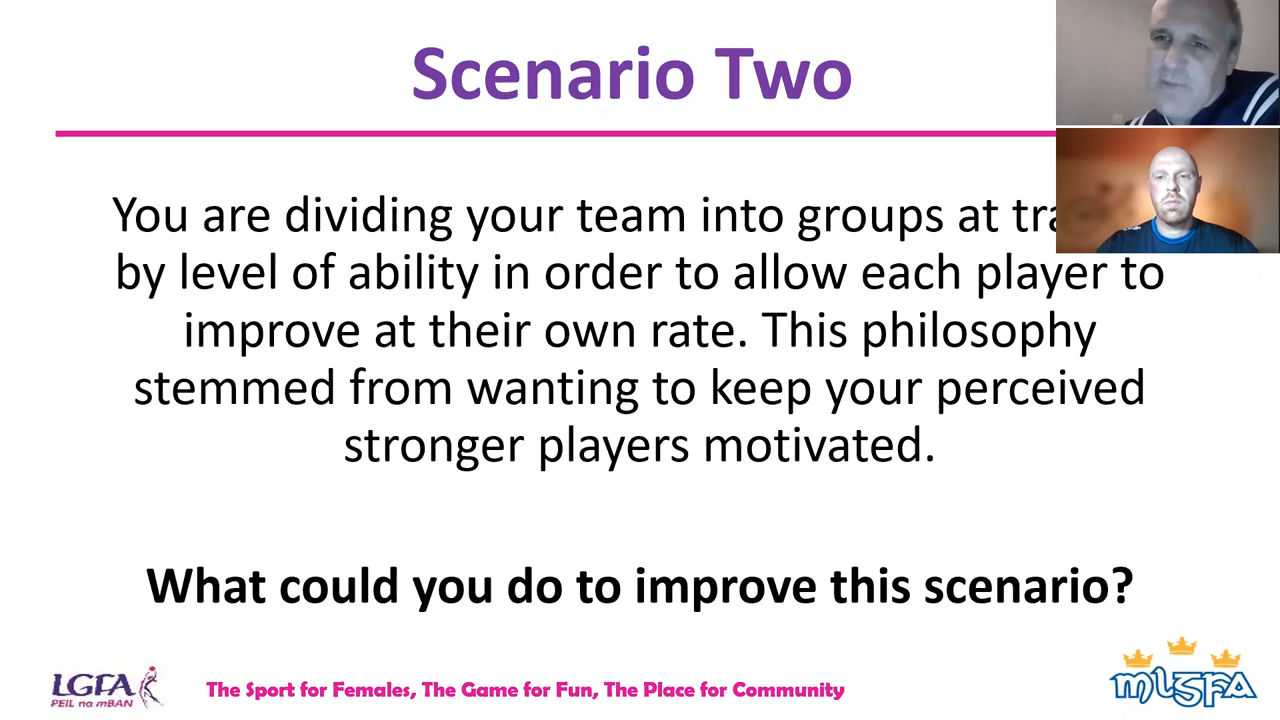 Scenario Two
You are dividing your team into groups at
by level of ability in order to allow each player to
improve at their own rate. This philosophy
stemmed from wanting to keep your perceived
stronger players motivated.
What could you do to improve this scenario?
LGFA
PEIL na mBAN
The Sport for Females, The Game for Fun, The Place for Community
MLGFA